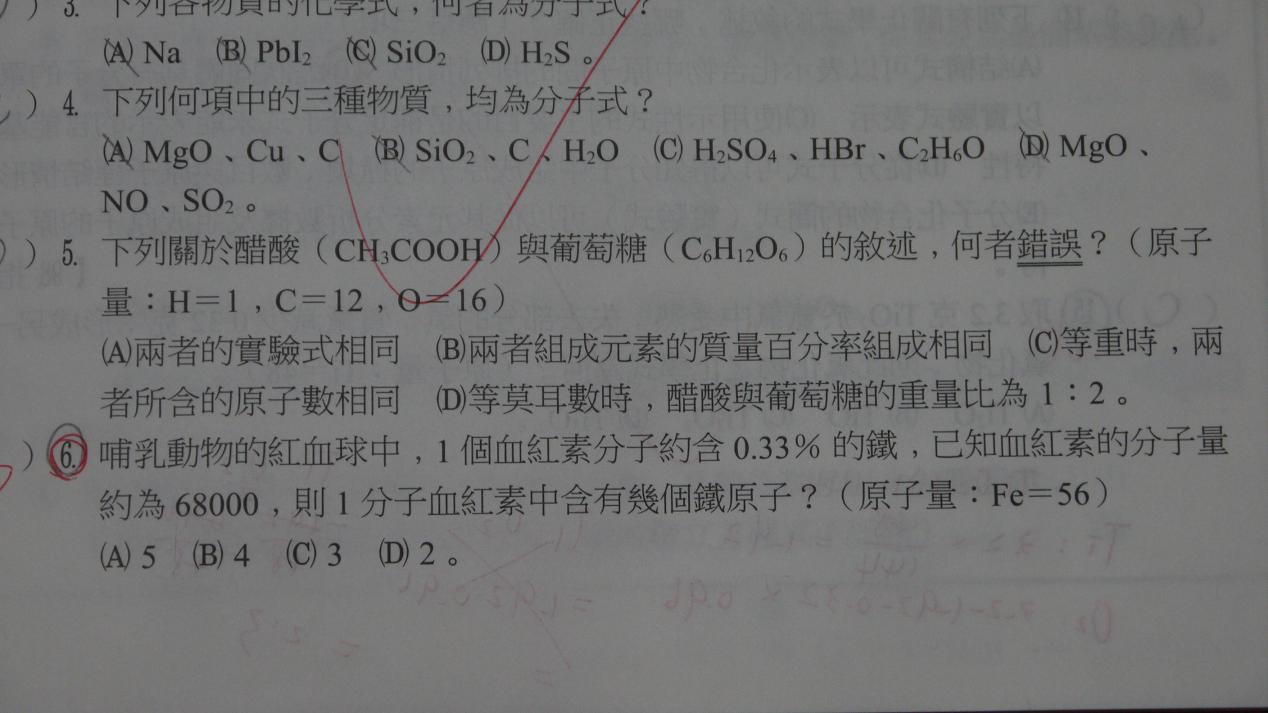 3. 下列各物質的化學式，何者為分子式？
(A) Na (B) PbI₂ (C) SiO₂ (D) H₂S。
) 4. 下列何項中的三種物質，均為分子式？
(A) MgO、Cu、C (B) SiO₂、C、H₂O (C) H₂SO₄、HBr、C₂H₆O (D) MgO、
NO、SO₂。
) 5. 下列關於醋酸（CH₃COOH）與葡萄糖（C₆H₁₂O₆）的敘述，何者錯誤？（原子
量：H＝1，C＝12，O＝16）
(A)兩者的實驗式相同 (B)兩者組成元素的質量百分率組成相同 (C)等重時，兩
者所含的原子數相同 (D)等莫耳數時，醋酸與葡萄糖的重量比為 1：2。
) 6. 哺乳動物的紅血球中，1 個血紅素分子約含 0.33% 的鐵，已知血紅素的分子量
約為 68000，則 1 分子血紅素中含有幾個鐵原子？（原子量：Fe＝56）
(A) 5 (B) 4 (C) 3 (D) 2。